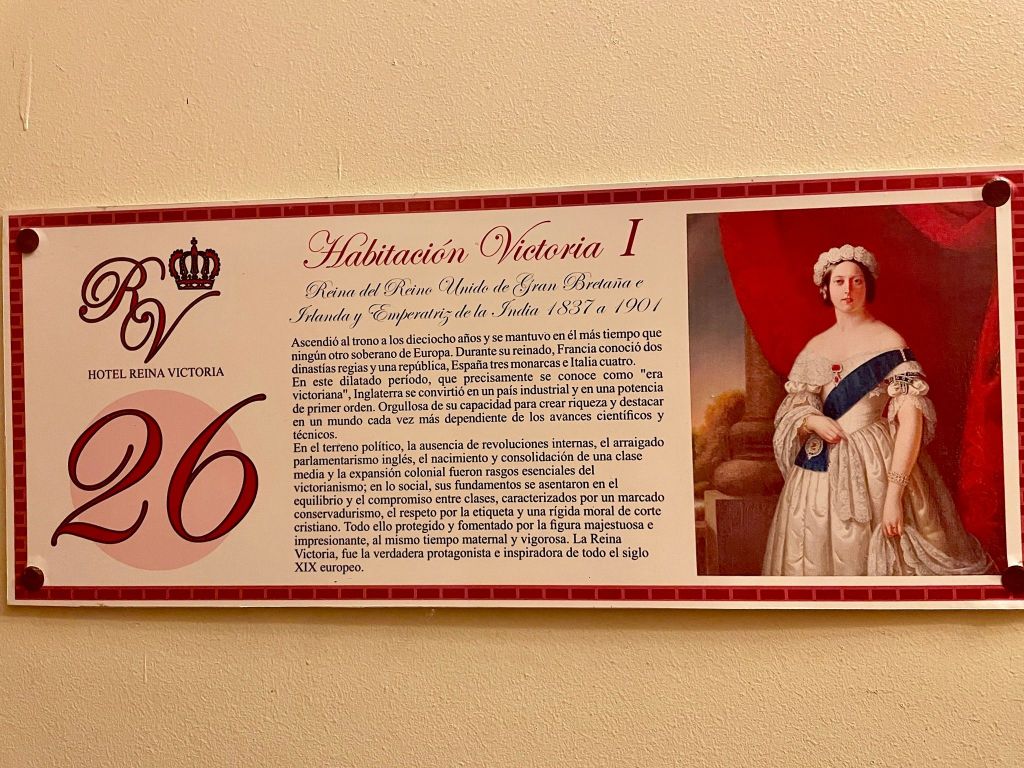 RV
HOTEL REINA VICTORIA
26
Habitación Victoria I
Reina del Reino Unido de Gran Bretaña e
Irlanda y Emperatriz de la India 1837 a 1901
Ascendió al trono a los dieciocho años y se mantuvo en él más tiempo que
ningún otro soberano de Europa. Durante su reinado, Francia conoció dos
dinastías regias y una república, España tres monarcas e Italia cuatro.
En este dilatado período, que precisamente se conoce como "era
victoriana", Inglaterra se convirtió en un país industrial y en una potencia
de primer orden. Orgullosa de su capacidad para crear riqueza y destacar
en un mundo cada vez más dependiente de los avances científicos y
técnicos.
En el terreno político, la ausencia de revoluciones internas, el arraigado
parlamentarismo inglés, el nacimiento y consolidación de una clase
media y la expansión colonial fueron rasgos esenciales del
victorianismo; en lo social, sus fundamentos se asentaron en el
equilibrio y el compromiso entre clases, caracterizados por un marcado
conservadurismo, el respeto por la etiqueta y una rígida moral de corte
cristiano. Todo ello protegido y fomentado por la figura majestuosa e
impresionante, al mismo tiempo maternal y vigorosa. La Reina
Victoria, fue la verdadera protagonista e inspiradora de todo el siglo
XIX europeo.